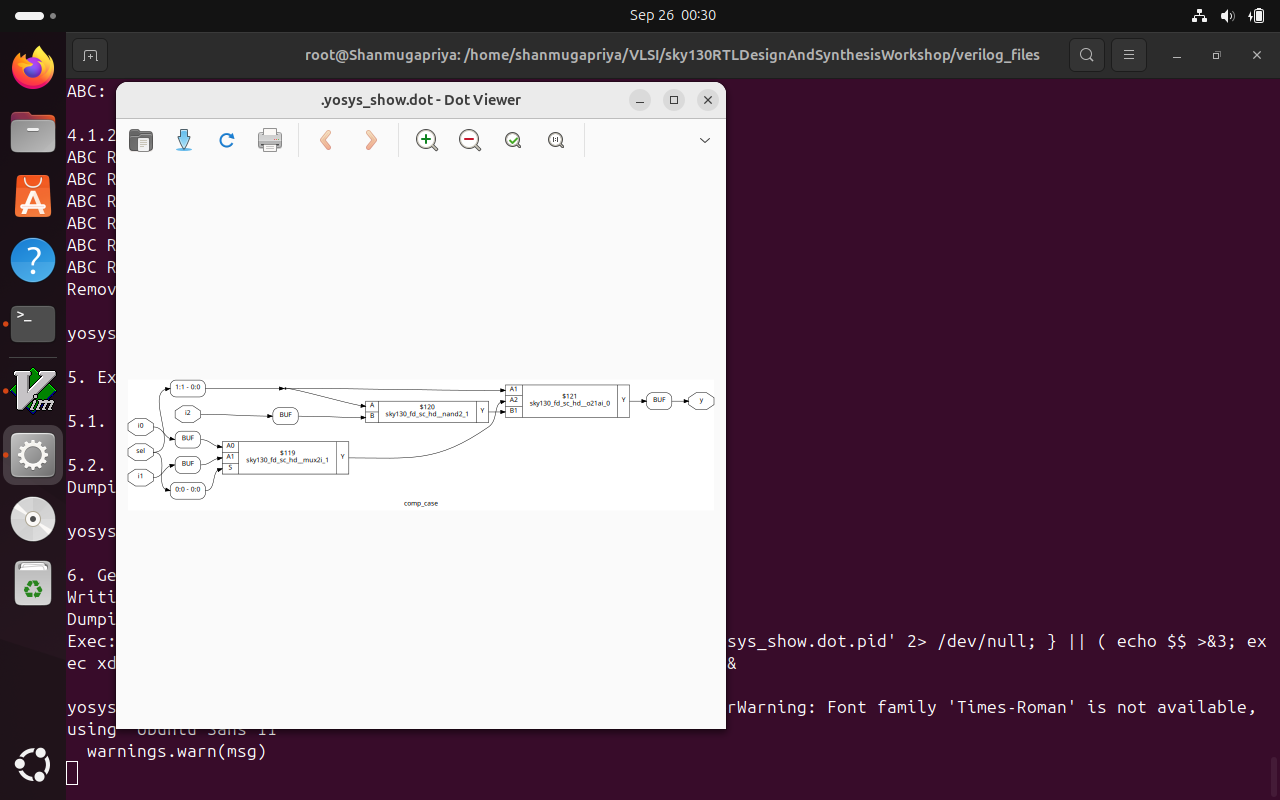 Sep 26 00:30
root@Shanmugapriya: /home/shanmugapriya/VLSI/sky130RTLDesignAndSynthesisWorkshop/verilog_files
ABC:
.yosys_show.dot - Dot Viewer
4.1.2
ABC R
ABC R
ABC R
ABC R
ABC R
ABC R
Remov
yosys
5. Ex
5.1.
5.2.
Dumpi
yosys
6. Ge
Writi
Dumpi
Exec:
sys_show.dot.pid' 2> /dev/null; } || ( echo $$ >&3; ex
ec xd
&
yosys
rWarning: Font family 'Times-Roman' is not available,
using 'Ubuntu Sans 11'
warnings.warn(msg)
1:1 - 0:0
i2
BUF
i0
BUF
sel
BUF
i1
0:0 - 0:0
A0
A1
S
$119
sky130_fd_sc_hd__mux2i_1
Y
A
B
$120
sky130_fd_sc_hd__nand2_1
Y
A1
A2
B1
$121
sky130_fd_sc_hd__o21ai_0
Y
BUF
y
comp_case